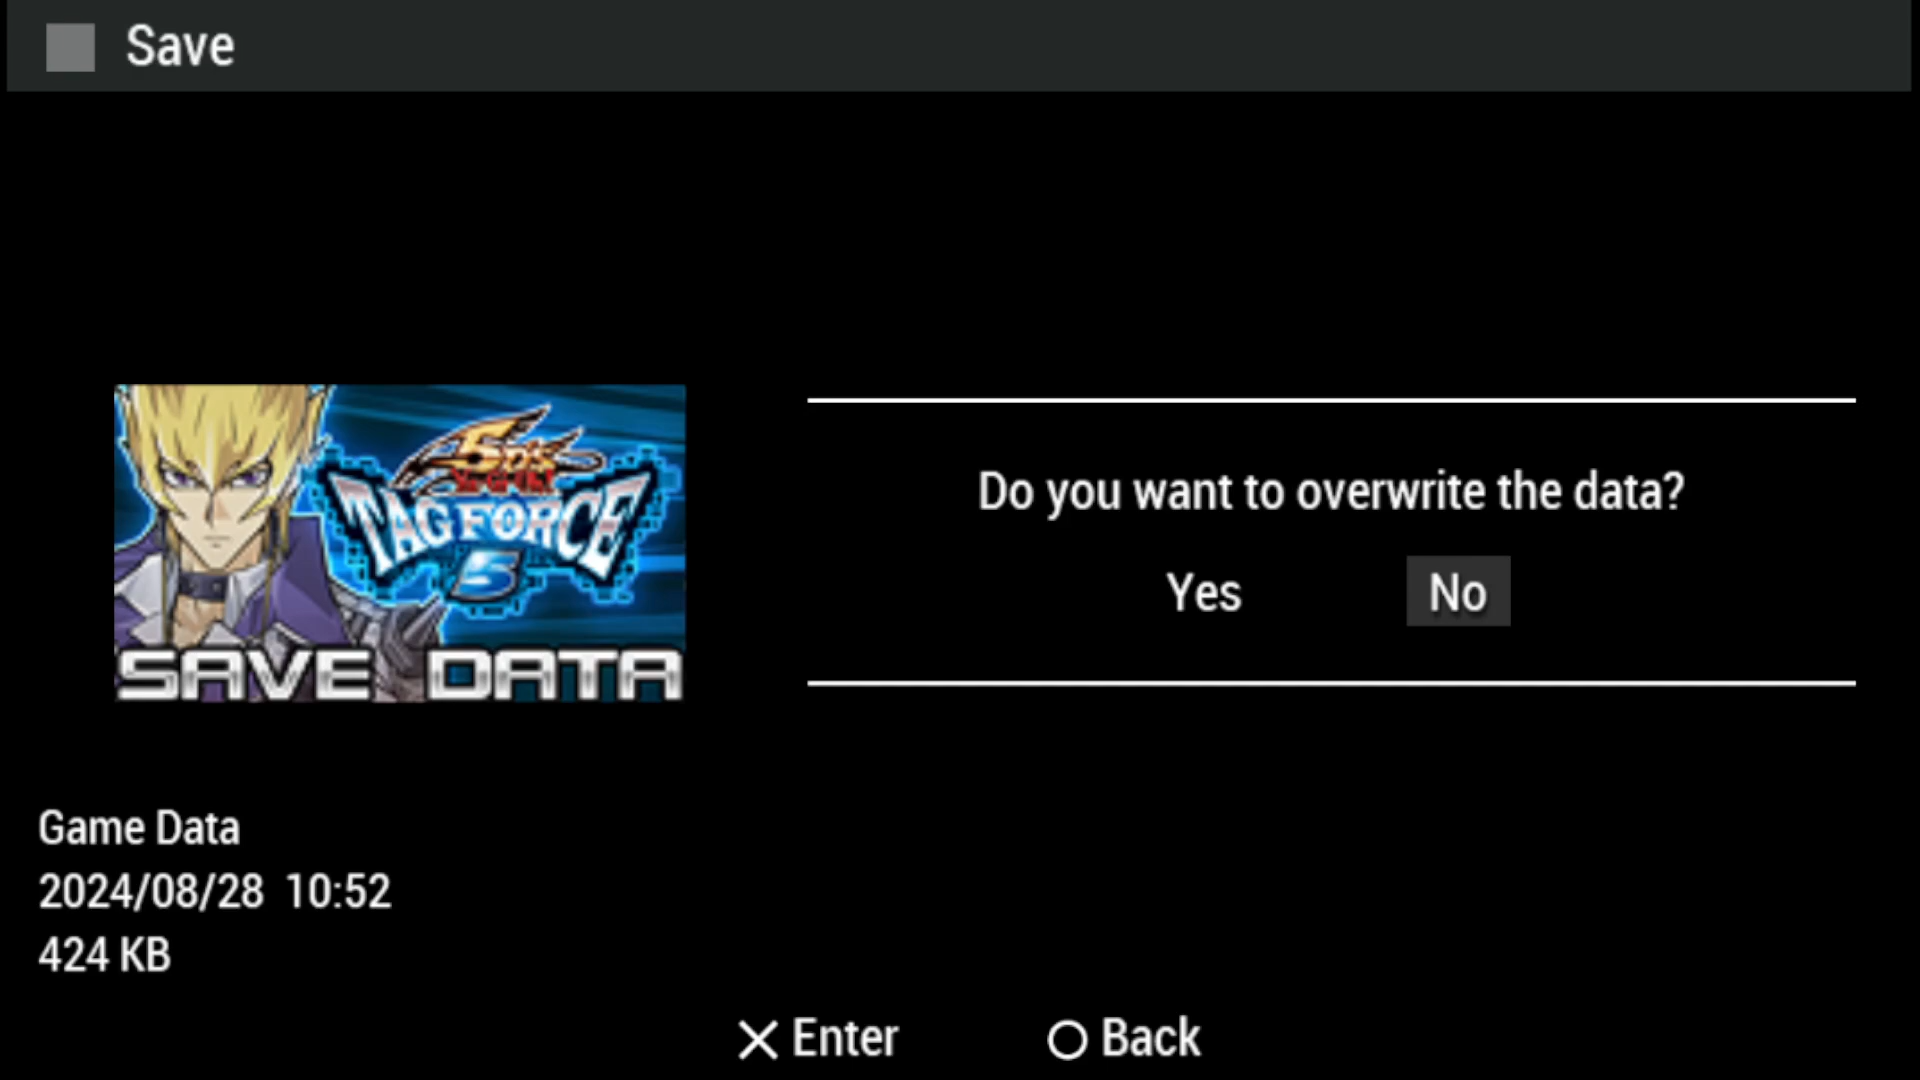 Save
5D's
TAG FORCE
5
SAVE DATA
Do you want to overwrite the data?
Yes
No
Game Data
2024/08/28 10:52
424 KB
Enter
Back